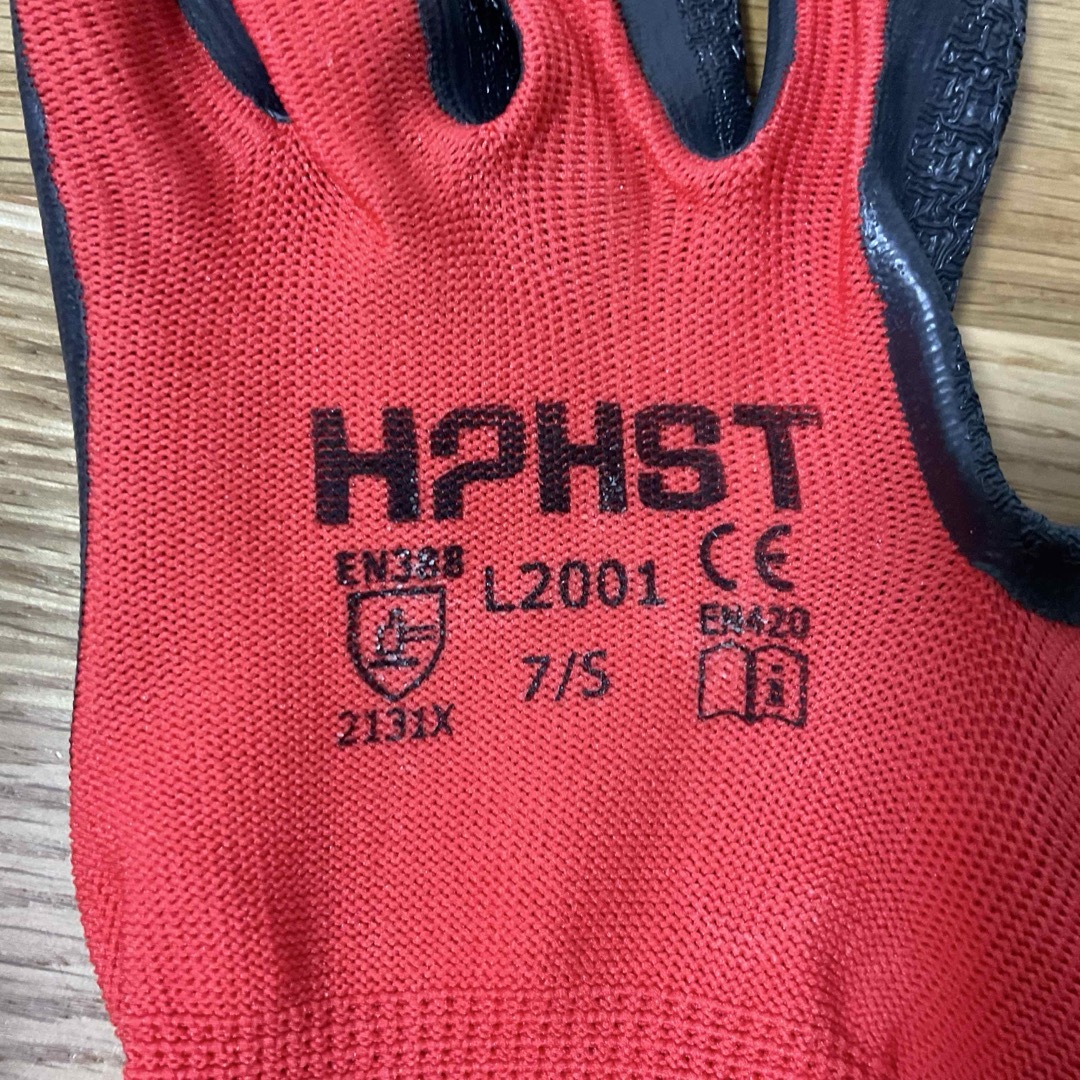 HPHST
EN388
L2001
CE
EN420
7/S
i
2131X